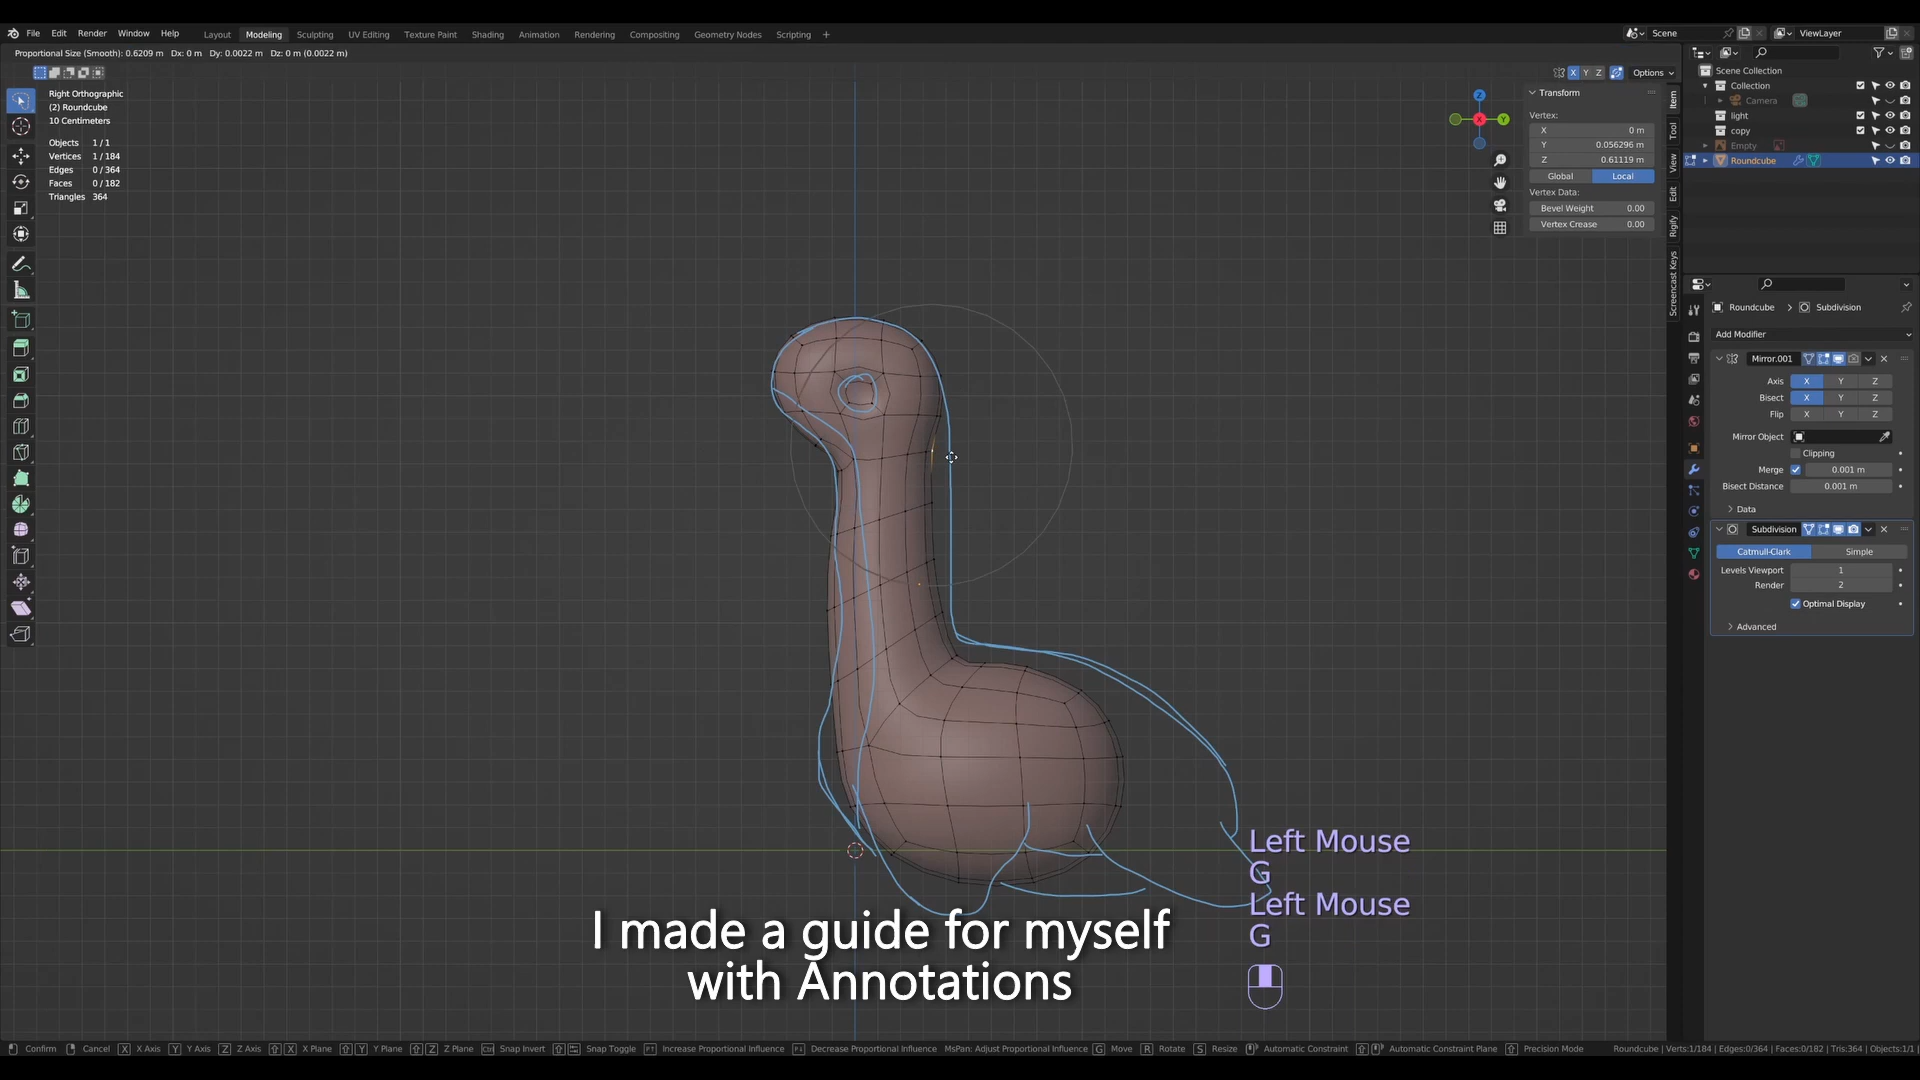 File Edit Render Window Help Layout Modeling Sculpting UV Editing Texture Paint Shading Animation Rendering Compositing Geometry Nodes Scripting + Scene ViewLayer
Proportional Size (Smooth): 0.6209 m Dx: 0 m Dy: 0.0022 m Dz: 0 m (0.0022 m)
X Y Z Options
Right Orthographic
(2) Roundcube
10 Centimeters
Objects 1/1
Vertices 1/184
Edges 0/364
Faces 0/182
Triangles 364
Z
X
Y
Transform
Vertex:
X 0 m
Y 0.056296 m
Z 0.61119 m
Global Local
Vertex Data:
Bevel Weight 0.00
Vertex Crease 0.00
Item
Tool
View
Edit
Rigify
Screencast Keys
Scene Collection
Collection
Camera
light
copy
Empty
Roundcube
Roundcube > Subdivision
Add Modifier
Mirror.001
Axis X Y Z
Bisect X Y Z
Flip X Y Z
Mirror Object
Clipping
Merge 0.001 m
Bisect Distance 0.001 m
Data
Subdivision
Catmull-Clark Simple
Levels Viewport 1
Render 2
Optimal Display
Advanced
Left Mouse
G
Left Mouse
G
I made a guide for myself
with Annotations
Confirm Cancel X X Axis Y Y Axis Z Z Axis X X Plane Y Y Plane Z Z Plane Snap Invert Snap Toggle Increase Proportional Influence Decrease Proportional Influence MsPan: Adjust Proportional Influence G Move R Rotate S Resize Automatic Constraint Automatic Constraint Plane Precision Mode Roundcube | Verts:1/184 | Edges:0/364 | Faces:0/182 | Tris:364 | Objects:1/1 |